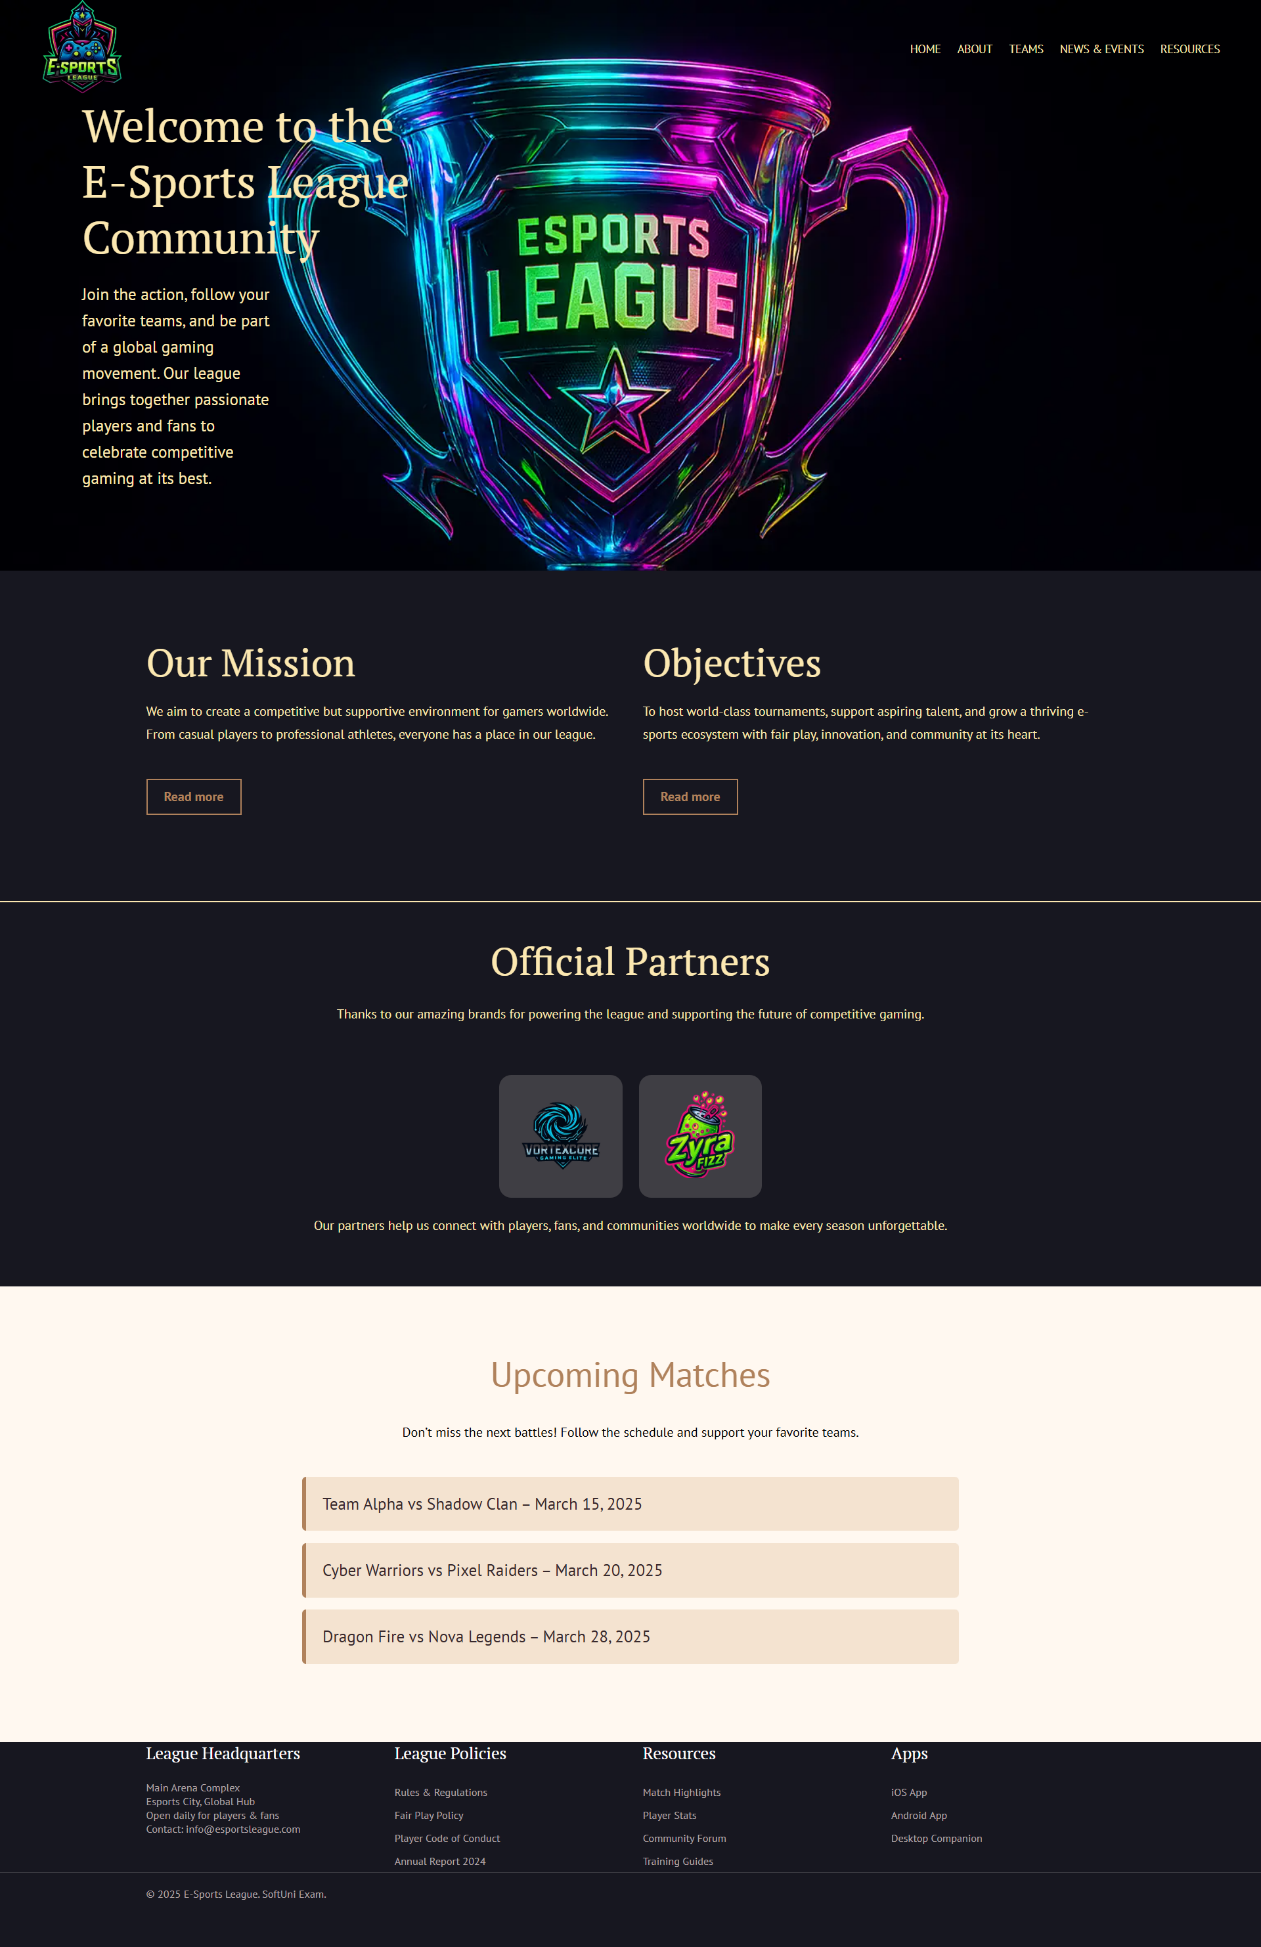 E-SPORTS
LEAGUE
HOME ABOUT TEAMS NEWS & EVENTS RESOURCES
Welcome to the
E-Sports League
Community
Join the action, follow your
favorite teams, and be part
of a global gaming
movement. Our league
brings together passionate
players and fans to
celebrate competitive
gaming at its best.
ESPORTS
LEAGUE
Our Mission
We aim to create a competitive but supportive environment for gamers worldwide.
From casual players to professional athletes, everyone has a place in our league.
Read more
Objectives
To host world-class tournaments, support aspiring talent, and grow a thriving e-
sports ecosystem with fair play, innovation, and community at its heart.
Read more
Official Partners
Thanks to our amazing brands for powering the league and supporting the future of competitive gaming.
VORTEXCORE
GAMING ELITE
Zyra
FIZZ
Our partners help us connect with players, fans, and communities worldwide to make every season unforgettable.
Upcoming Matches
Don't miss the next battles! Follow the schedule and support your favorite teams.
Team Alpha vs Shadow Clan – March 15, 2025
Cyber Warriors vs Pixel Raiders – March 20, 2025
Dragon Fire vs Nova Legends – March 28, 2025
League Headquarters
Main Arena Complex
Esports City, Global Hub
Open daily for players & fans
Contact: info@esportsleague.com
League Policies
Rules & Regulations
Fair Play Policy
Player Code of Conduct
Annual Report 2024
Resources
Match Highlights
Player Stats
Community Forum
Training Guides
Apps
iOS App
Android App
Desktop Companion
© 2025 E-Sports League. SoftUni Exam.